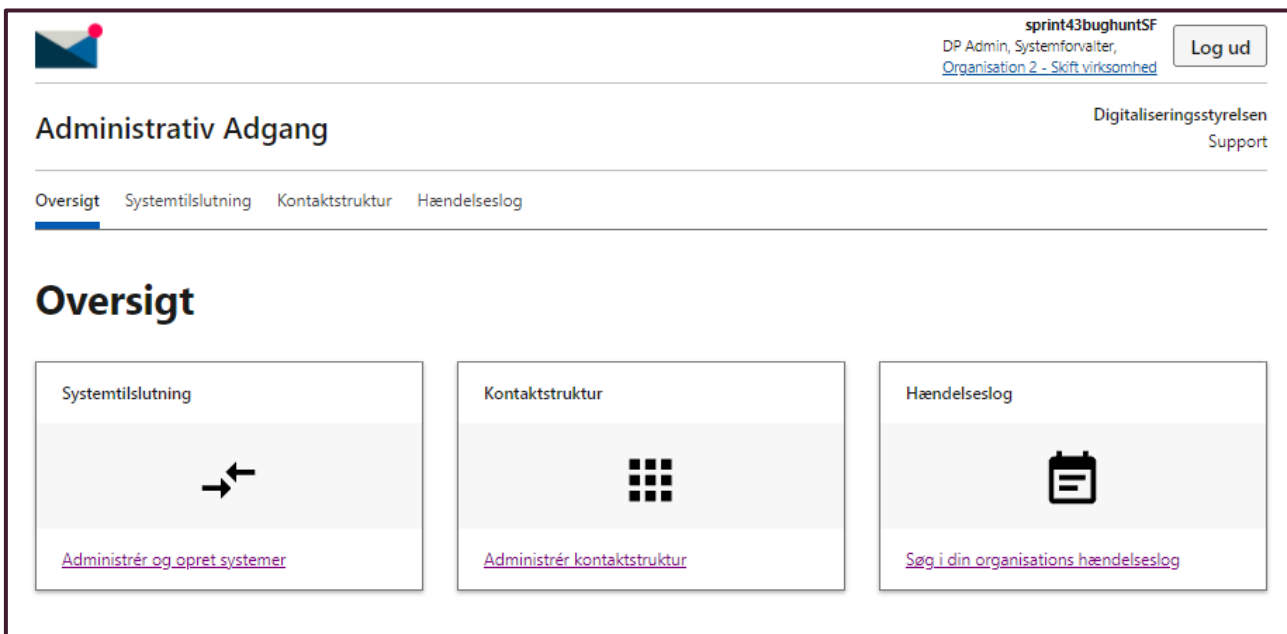 sprint43bughuntSF
DP Admin, Systemforvalter,
Organisation 2 - Skift virksomhed
Log ud
Administrativ Adgang
Digitaliseringsstyrelsen
Support
Oversigt Systemtilslutning Kontaktstruktur Hændelseslog
Oversigt
Systemtilslutning
Administrér og opret systemer
Kontaktstruktur
Administrér kontaktstruktur
Hændelseslog
Søg i din organisations hændelseslog